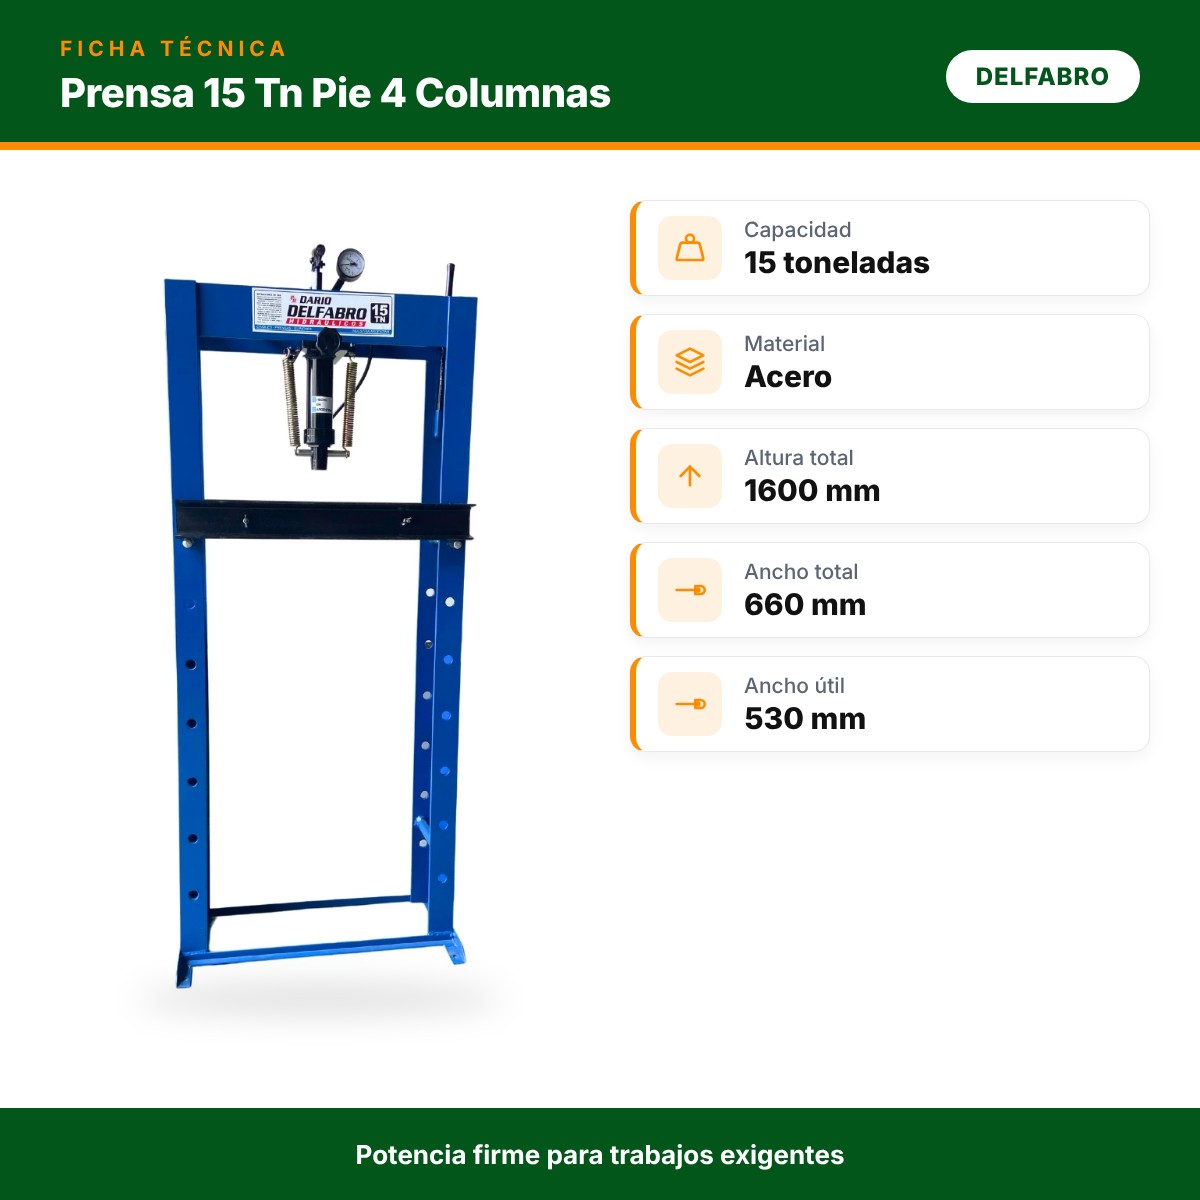 FICHA TÉCNICA
Prensa 15 Tn Pie 4 Columnas
DELFABRO
DARIO
DELFABRO
HIDRAULICOS
15
TN
Capacidad
15 toneladas
Material
Acero
Altura total
1600 mm
Ancho total
660 mm
Ancho útil
530 mm
Potencia firme para trabajos exigentes